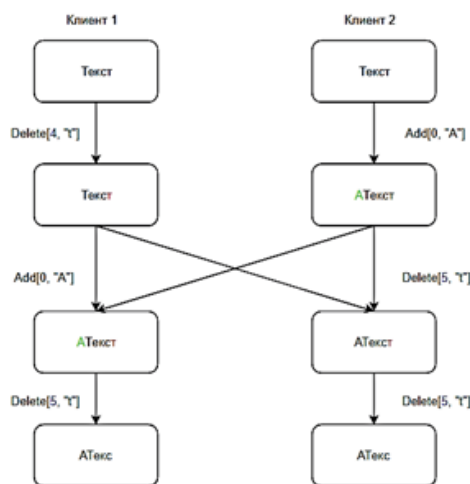 Клиент 1
Клиент 2
Текст
Текст
Delete[4, "t"]
Add[0, "A"]
Текст
АТекст
Add[0, "A"]
Delete[5, "t"]
АТекст
АТекст
Delete[5, "t"]
Delete[5, "t"]
АТекс
АТекс